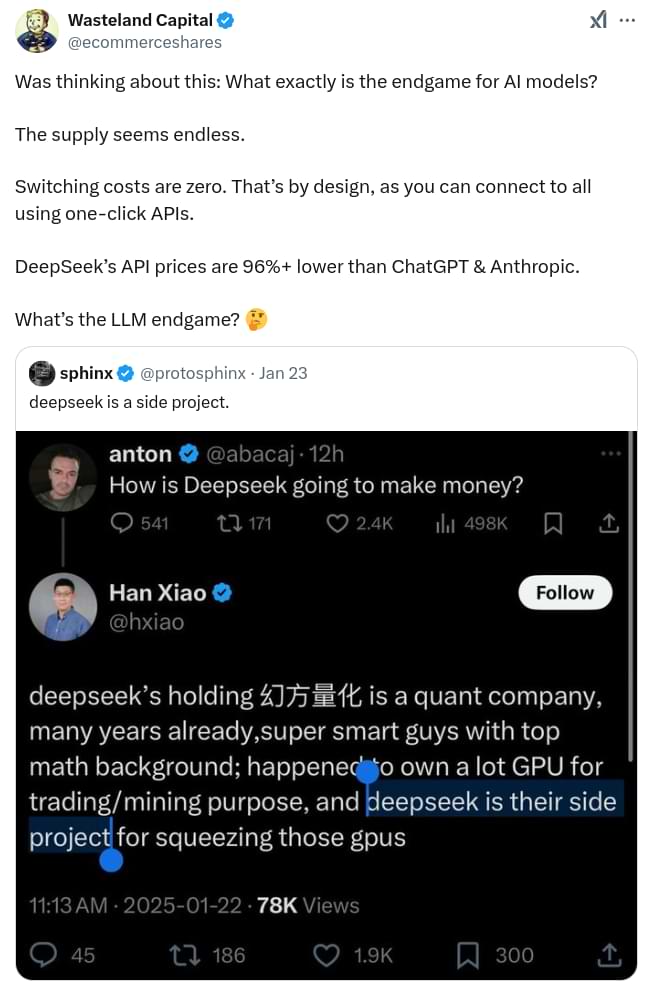 Wasteland Capital
@ecommerceshares
Was thinking about this: What exactly is the endgame for AI models?
The supply seems endless.
Switching costs are zero. That’s by design, as you can connect to all
using one-click APIs.
DeepSeek’s API prices are 96%+ lower than ChatGPT & Anthropic.
What’s the LLM endgame? 🤔
sphinx @protosphinx · Jan 23
deepseek is a side project.
anton @abacaj · 12h
How is Deepseek going to make money?
541 171 2.4K 498K
Han Xiao
@hxiao
Follow
deepseek’s holding 幻方量化 is a quant company,
many years already,super smart guys with top
math background; happened to own a lot GPU for
trading/mining purpose, and deepseek is their side
project for squeezing those gpus
11:13 AM · 2025-01-22 · 78K Views
45 186 1.9K 300